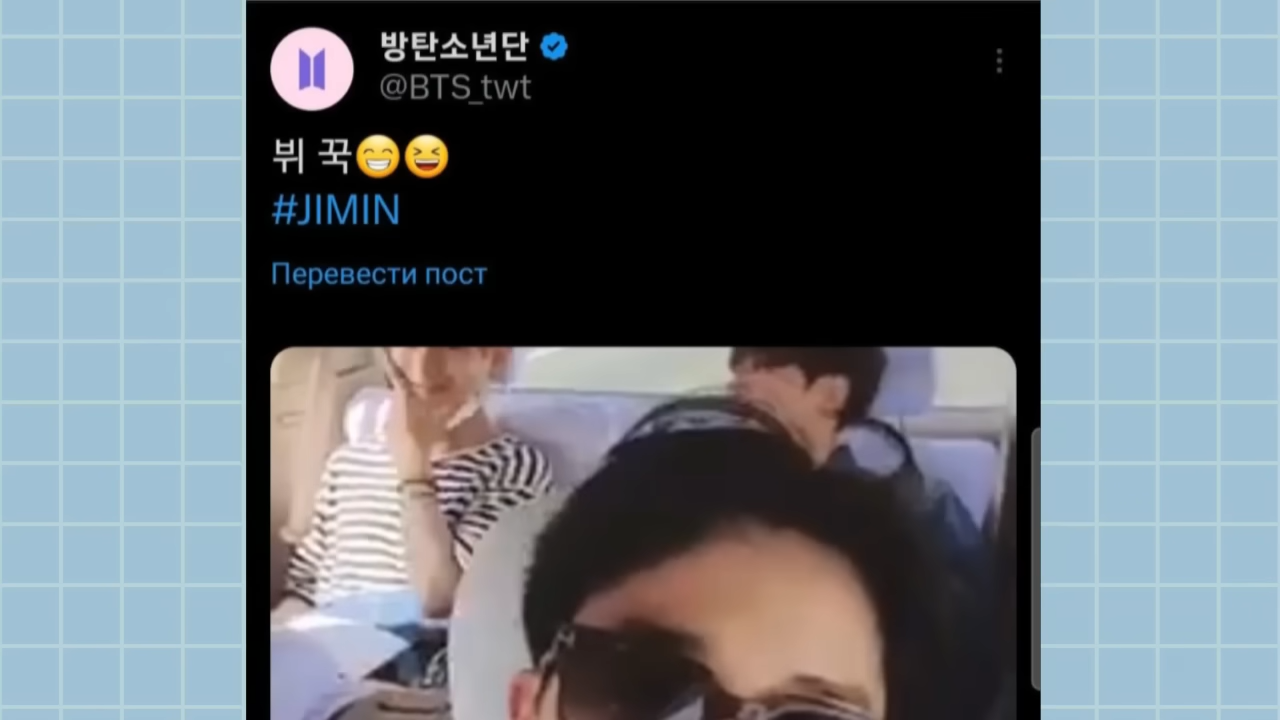 방탄소년단
@BTS_twt
뷔 꾹😁😆
#JIMIN
Перевести пост